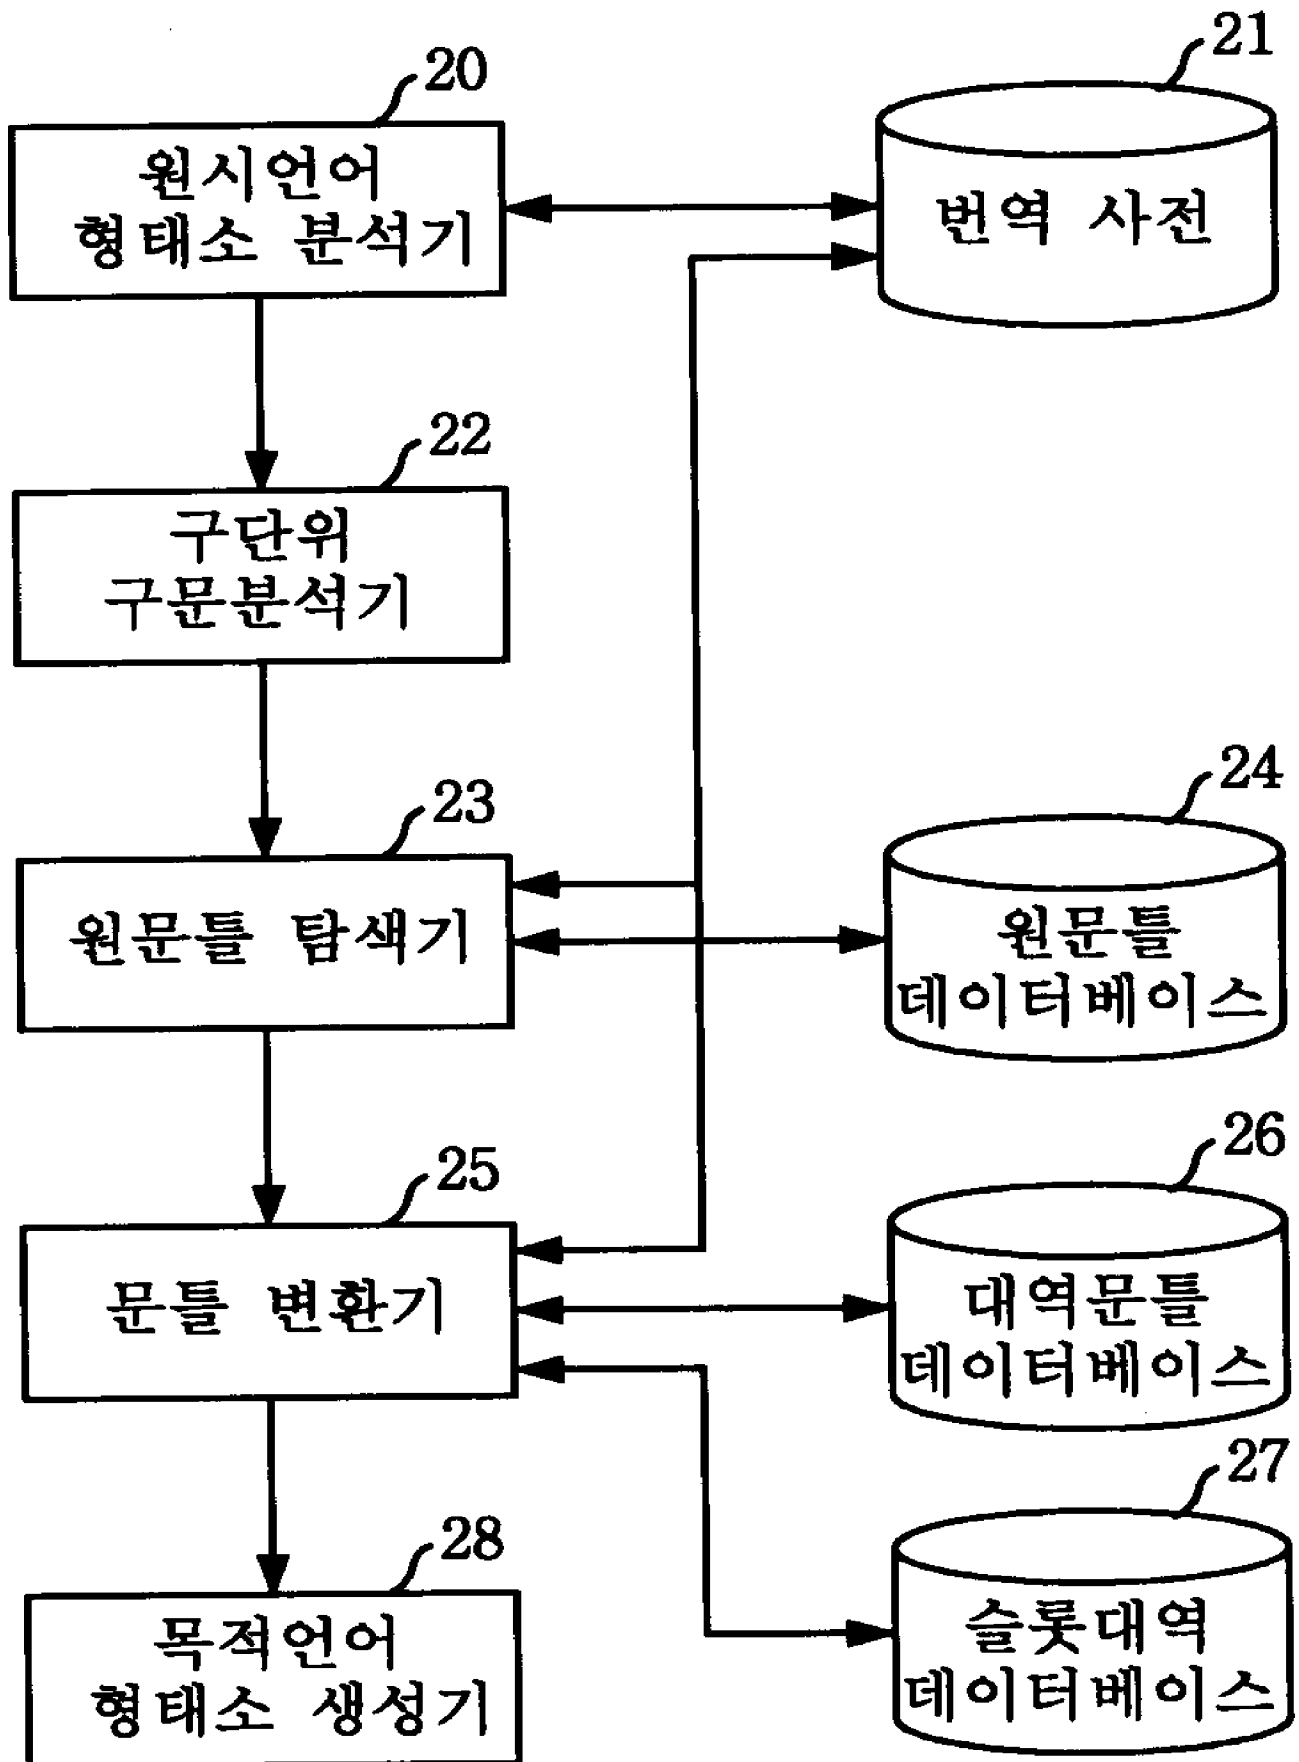 20
원시언어
형태소 분석기
21
번역 사전
22
구단위
구문분석기
23
원문틀 탐색기
24
원문틀
데이터베이스
25
문틀 변환기
26
대역문틀
데이터베이스
27
슬롯대역
데이터베이스
28
목적언어
형태소 생성기